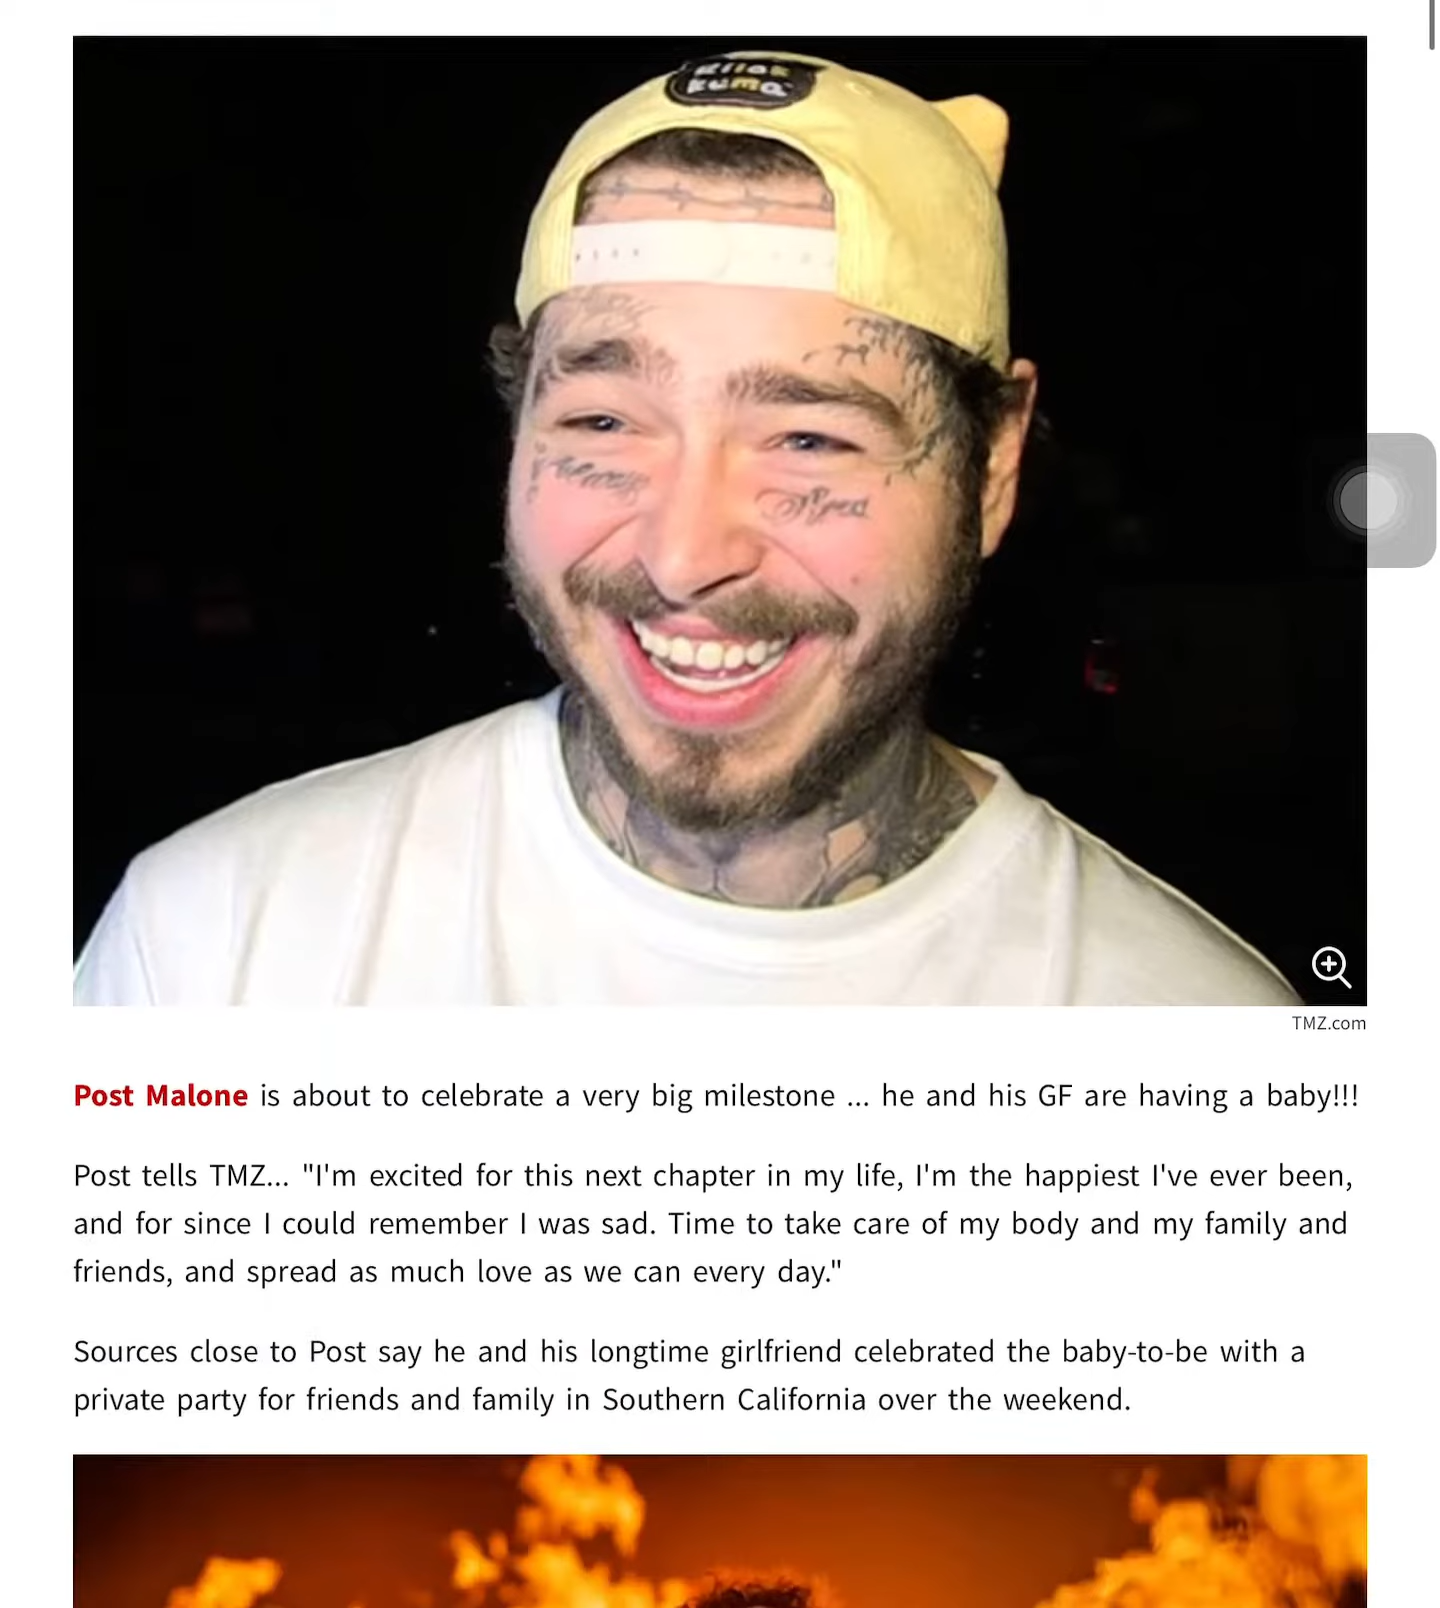 Rilak
kuma
Always
Tired
TMZ.com
Post Malone is about to celebrate a very big milestone ... he and his GF are having a baby!!!
Post tells TMZ... "I'm excited for this next chapter in my life, I'm the happiest I've ever been,
and for since I could remember I was sad. Time to take care of my body and my family and
friends, and spread as much love as we can every day."
Sources close to Post say he and his longtime girlfriend celebrated the baby-to-be with a
private party for friends and family in Southern California over the weekend.